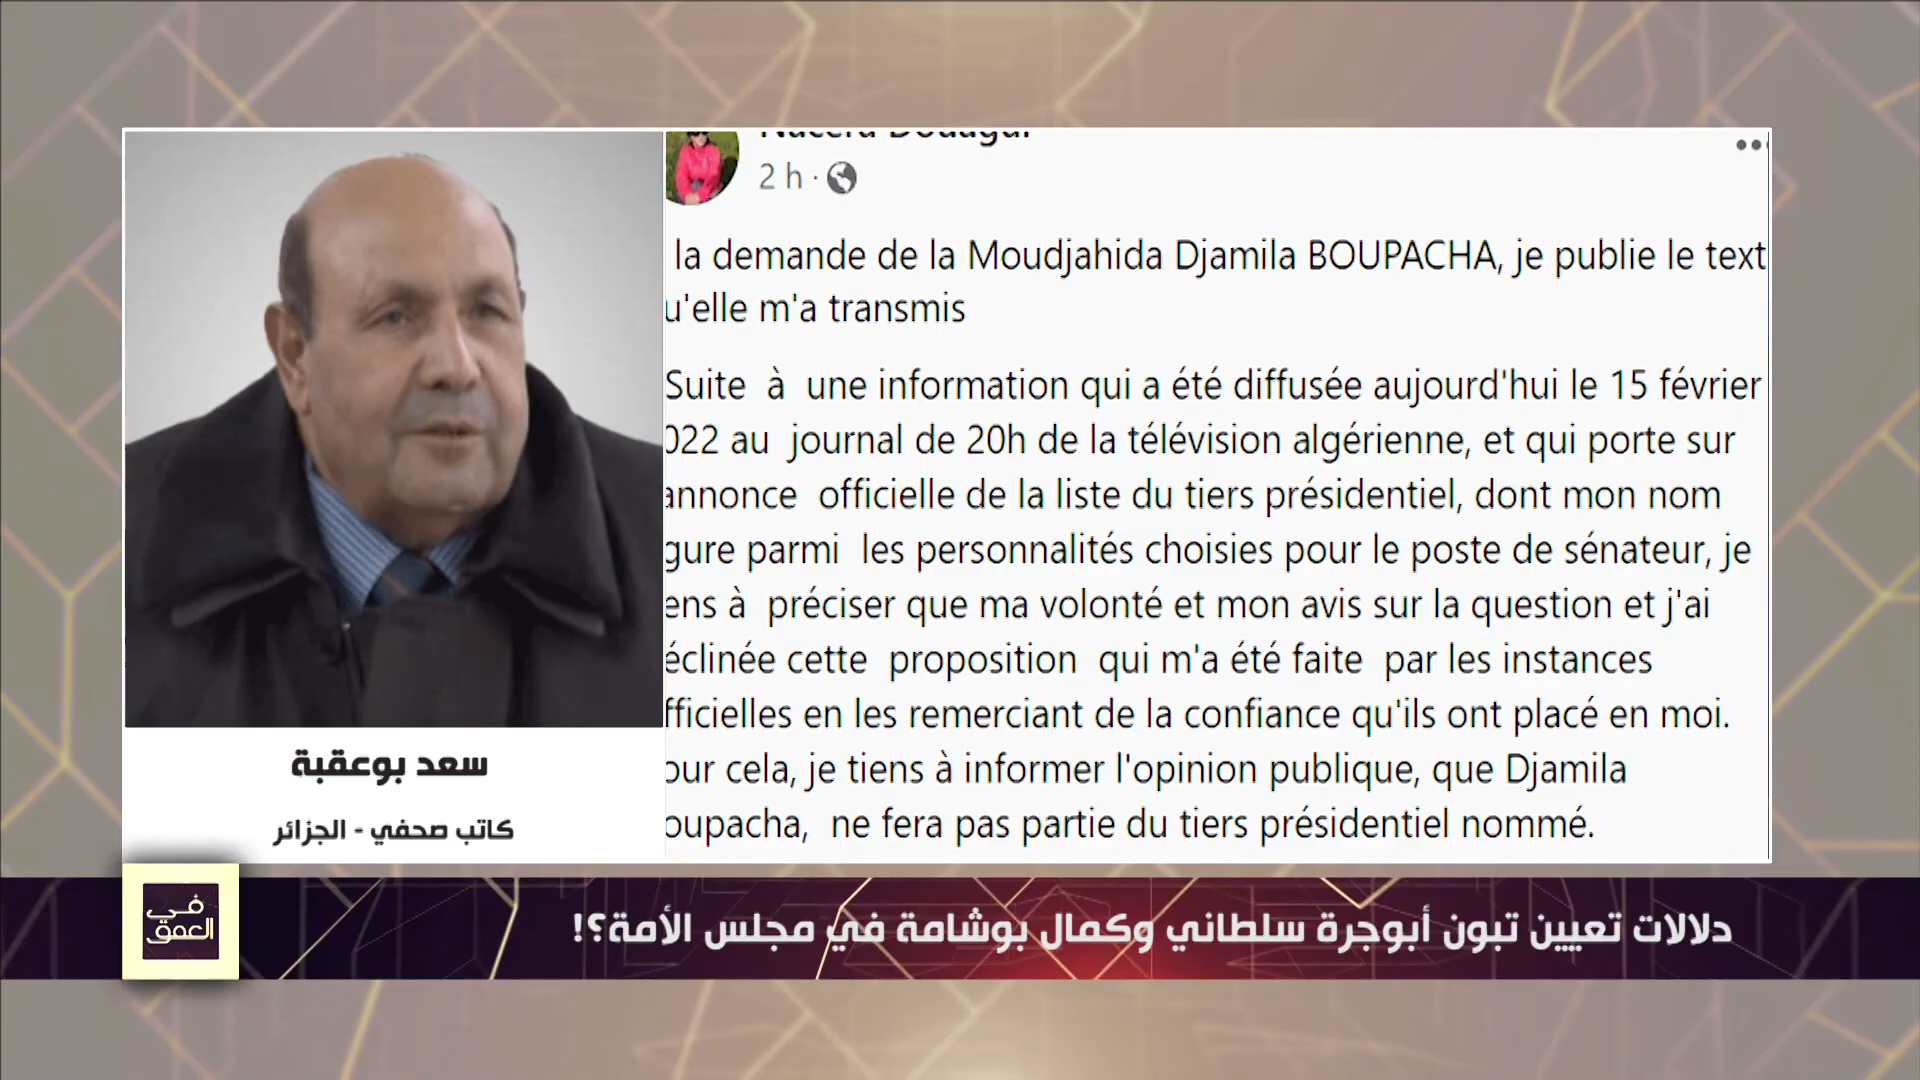 2 h ·
la demande de la Moudjahida Djamila BOUPACHA, je publie le text
u'elle m'a transmis
Suite à une information qui a été diffusée aujourd'hui le 15 février
022 au journal de 20h de la télévision algérienne, et qui porte sur
annonce officielle de la liste du tiers présidentiel, dont mon nom
gure parmi les personnalités choisies pour le poste de sénateur, je
ens à préciser que ma volonté et mon avis sur la question et j'ai
éclinée cette proposition qui m'a été faite par les instances
fficielles en les remerciant de la confiance qu'ils ont placé en moi.
our cela, je tiens à informer l'opinion publique, que Djamila
oupacha, ne fera pas partie du tiers présidentiel nommé.
سعد بوعقبة
كاتب صحفي - الجزائر
في العمق
دلالات تعيين تبون أبوجرة سلطاني وكمال بوشامة في مجلس الأمة؟!